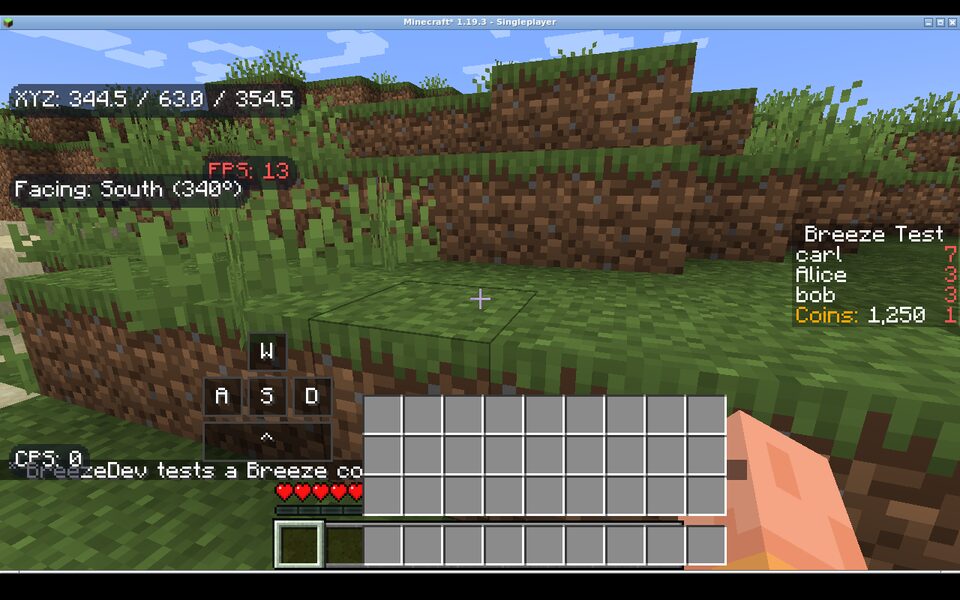 Minecraft* 1.19.3 - Singleplayer
XYZ: 344.5 / 63.0 / 354.5
FPS: 13
Facing: South (340°)
Breeze Test
carl 7
Alice 3
bob 3
Coins: 1,250 1
W
A S D
^
CPS: 0
BreezeDev tests a Breeze co